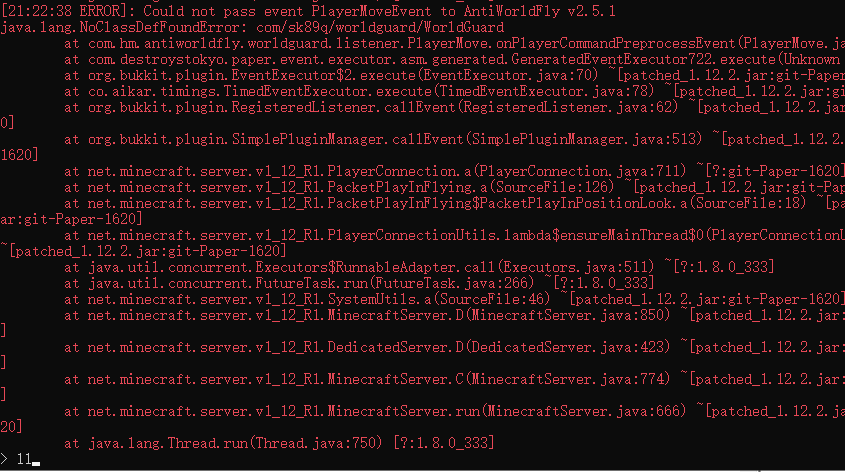 [21:22:38 ERROR]: Could not pass event PlayerMoveEvent to AntiWorldFly v2.5.1
java.lang.NoClassDefFoundError: com/sk89q/worldguard/WorldGuard
at com.hm.antiworldfly.worldguard.listener.PlayerMove.onPlayerCommandPreprocessEvent(PlayerMove.ja
at com.destroystokyo.paper.event.executor.asm.generated.GeneratedEventExecutor722.execute(Unknown
at org.bukkit.plugin.EventExecutor$2.execute(EventExecutor.java:70) ~[patched_1.12.2.jar:git-Paper
at co.aikar.timings.TimedEventExecutor.execute(TimedEventExecutor.java:78) ~[patched_1.12.2.jar:gi
at org.bukkit.plugin.RegisteredListener.callEvent(RegisteredListener.java:62) ~[patched_1.12.2.jar
0]
at org.bukkit.plugin.SimplePluginManager.callEvent(SimplePluginManager.java:513) ~[patched_1.12.2.
1620]
at net.minecraft.server.v1_12_R1.PlayerConnection.a(PlayerConnection.java:711) ~[?:git-Paper-1620]
at net.minecraft.server.v1_12_R1.PacketPlayInFlying.a(SourceFile:126) ~[patched_1.12.2.jar:git-Pap
at net.minecraft.server.v1_12_R1.PacketPlayInFlying$PacketPlayInPositionLook.a(SourceFile:18) ~[pa
ar:git-Paper-1620]
at net.minecraft.server.v1_12_R1.PlayerConnectionUtils.lambda$ensureMainThread$0(PlayerConnectionU
~[patched_1.12.2.jar:git-Paper-1620]
at java.util.concurrent.Executors$RunnableAdapter.call(Executors.java:511) ~[?:1.8.0_333]
at java.util.concurrent.FutureTask.run(FutureTask.java:266) ~[?:1.8.0_333]
at net.minecraft.server.v1_12_R1.SystemUtils.a(SourceFile:46) ~[patched_1.12.2.jar:git-Paper-1620]
at net.minecraft.server.v1_12_R1.MinecraftServer.D(MinecraftServer.java:850) ~[patched_1.12.2.jar:
]
at net.minecraft.server.v1_12_R1.DedicatedServer.D(DedicatedServer.java:423) ~[patched_1.12.2.jar:
]
at net.minecraft.server.v1_12_R1.MinecraftServer.C(MinecraftServer.java:774) ~[patched_1.12.2.jar:
]
at net.minecraft.server.v1_12_R1.MinecraftServer.run(MinecraftServer.java:666) ~[patched_1.12.2.ja
20]
at java.lang.Thread.run(Thread.java:750) [?:1.8.0_333]
> 11